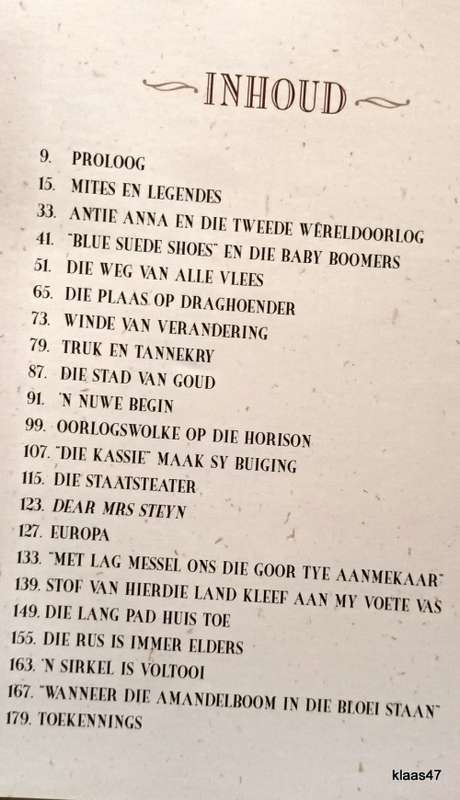 INHOUD
9. PROLOOG
15. MITES EN LEGENDES
33. ANTIE ANNA EN DIE TWEEDE WÊRELDOORLOG
41. "BLUE SUEDE SHOES" EN DIE BABY BOOMERS
51. DIE WEG VAN ALLE VLEES
65. DIE PLAAS OP DRAGHOENDER
73. WINDE VAN VERANDERING
79. TRUK EN TANNEKRY
87. DIE STAD VAN GOUD
91. 'N NUWE BEGIN
99. OORLOGSWOLKE OP DIE HORISON
107. "DIE KASSIE" MAAK SY BUIGING
115. DIE STAATSTEATER
123. DEAR MRS STEYN
127. EUROPA
133. "MET LAG MESSEL ONS DIE GOOR TYE AANMEKAAR"
139. STOF VAN HIERDIE LAND KLEEF AAN MY VOETE VAS
149. DIE LANG PAD HUIS TOE
155. DIE RUS IS IMMER ELDERS
163. 'N SIRKEL IS VOLTOOI
167. "WANNEER DIE AMANDELBOOM IN DIE BLOEI STAAN"
179. TOEKENNINGS
klaas47